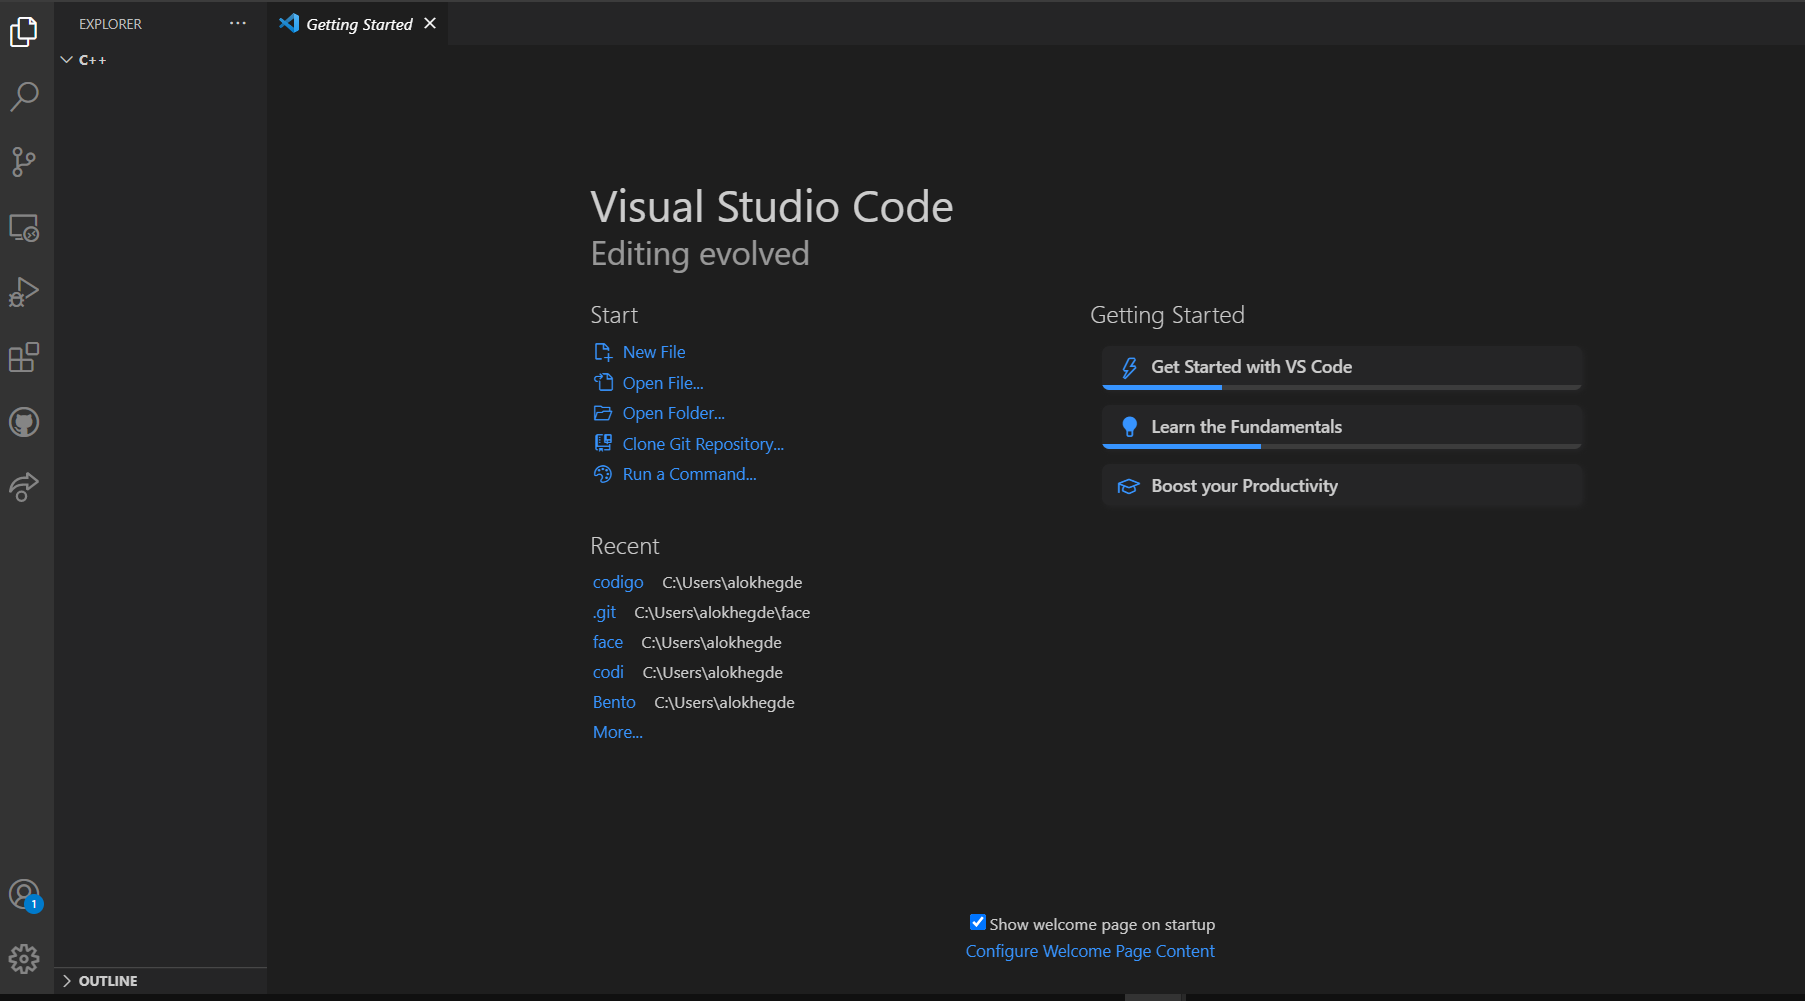 EXPLORER
C++
Getting Started
Visual Studio Code
Editing evolved
Start
New File
Open File...
Open Folder...
Clone Git Repository...
Run a Command...
Recent
codigo C:\Users\alokhegde
.git C:\Users\alokhegde\face
face C:\Users\alokhegde
codi C:\Users\alokhegde
Bento C:\Users\alokhegde
More...
Getting Started
Get Started with VS Code
Learn the Fundamentals
Boost your Productivity
Show welcome page on startup
Configure Welcome Page Content
1
OUTLINE